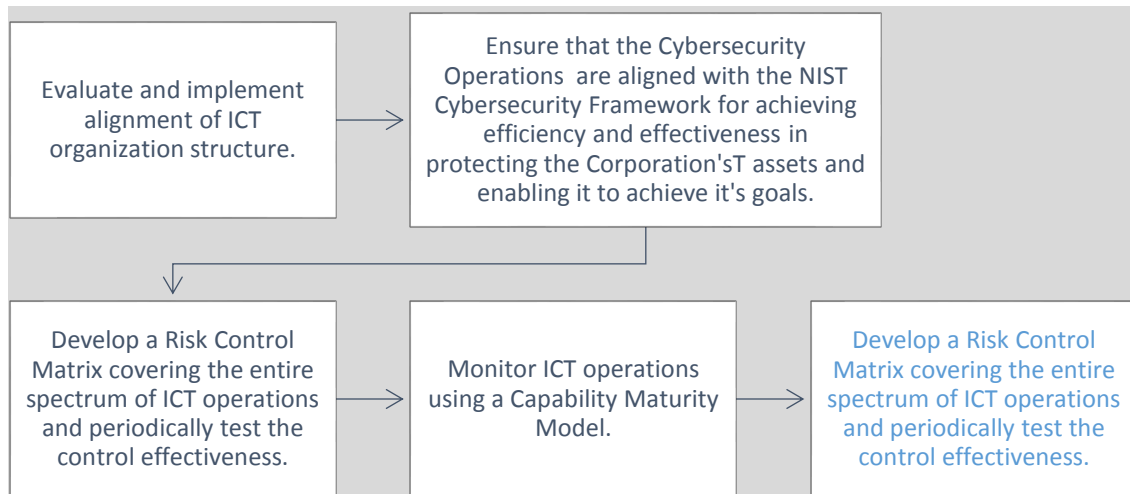 Evaluate and implement
alignment of ICT
organization structure.
Ensure that the Cybersecurity
Operations are aligned with the NIST
Cybersecurity Framework for achieving
efficiency and effectiveness in
protecting the Corporation'sT assets and
enabling it to achieve it's goals.
Develop a Risk Control
Matrix covering the entire
spectrum of ICT operations
and periodically test the
control effectiveness.
Monitor ICT operations
using a Capability Maturity
Model.
Develop a Risk Control
Matrix covering the entire
spectrum of ICT operations
and periodically test the
control effectiveness.